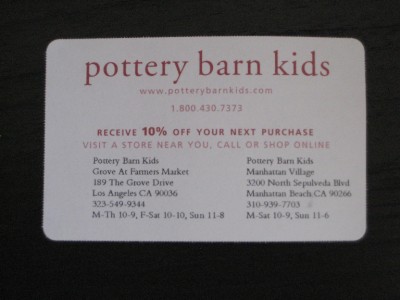 pottery barn kids
www.potterybarnkids.com
1.800.430.7373
RECEIVE 10% OFF YOUR NEXT PURCHASE
VISIT A STORE NEAR YOU, CALL OR SHOP ONLINE
Pottery Barn Kids
Grove At Farmers Market
189 The Grove Drive
Los Angeles CA 90036
323-549-9344
M-Th 10-9, F-Sat 10-10, Sun 11-8
Pottery Barn Kids
Manhattan Village
3200 North Sepulveda Blvd
Manhattan Beach,CA 90266
310-939-7703
M-Sat 10-9, Sun 11-6